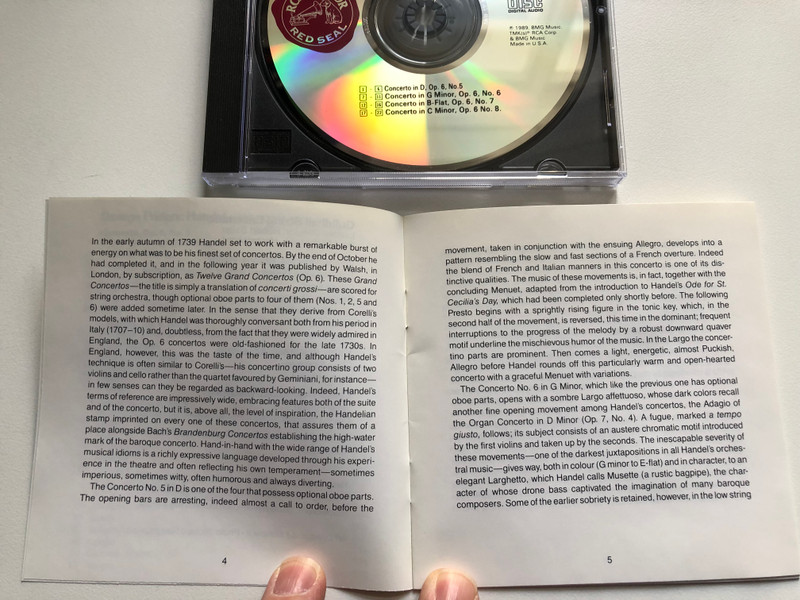 RED SEAL
DIGITAL AUDIO
℗ 1989, BMG Music.
TMK(s)® RCA Corp.
& BMG Music.
Made in U.S.A.
1 - 6 Concerto in D, Op. 6, No.5
7 - 11 Concerto in G Minor, Op. 6, No. 6
Concerto in B-Flat, Op. 6, No. 7
Concerto in C Minor, Op. 6 No. 8.
In the early autumn of 1739 Handel set to work with a remarkable burst of
energy on what was to be his finest set of concertos. By the end of October he
had completed it, and in the following year it was published by Walsh, in
London, by subscription, as Twelve Grand Concertos (Op. 6). These Grand
Concertos—the title is simply a translation of concerti grossi—are scored for
string orchestra, though optional oboe parts to four of them (Nos. 1, 2, 5 and
6) were added sometime later. In the sense that they derive from Corelli's
models, with which Handel was thoroughly conversant both from his period in
Italy (1707–10) and, doubtless, from the fact that they were widely admired in
England, the Op. 6 concertos were old-fashioned for the late 1730s. In
England, however, this was the taste of the time, and although Handel's
technique is often similar to Corelli's—his concertino group consists of two
violins and cello rather than the quartet favoured by Geminiani, for instance—
in few senses can they be regarded as backward-looking. Indeed, Handel's
terms of reference are impressively wide, embracing features both of the suite
and of the concerto, but it is, above all, the level of inspiration, the Handelian
stamp imprinted on every one of these concertos, that assures them of a
place alongside Bach's Brandenburg Concertos establishing the high-water
mark of the baroque concerto. Hand-in-hand with the wide range of Handel's
musical idioms is a richly expressive language developed through his experi-
ence in the theatre and often reflecting his own temperament—sometimes
imperious, sometimes witty, often humorous and always diverting.
The Concerto No. 5 in D is one of the four that possess optional oboe parts.
The opening bars are arresting, indeed almost a call to order, before the
4
movement, taken in conjunction with the ensuing Allegro, develops into a
pattern resembling the slow and fast sections of a French overture. Indeed
the blend of French and Italian manners in this concerto is one of its dis-
tinctive qualities. The music of these movements is, in fact, together with the
concluding Menuet, adapted from the introduction to Handel's Ode for St.
Cecilia's Day, which had been completed only shortly before. The following
Presto begins with a sprightly rising figure in the tonic key, which, in the
second half of the movement, is reversed, this time in the dominant; frequent
interruptions to the progress of the melody by a robust downward quaver
motif underline the mischievous humor of the music. In the Largo the concer-
tino parts are prominent. Then comes a light, energetic, almost Puckish,
Allegro before Handel rounds off this particularly warm and open-hearted
concerto with a graceful Menuet with variations.
The Concerto No. 6 in G Minor, which like the previous one has optional
oboe parts, opens with a sombre Largo affettuoso, whose dark colors recall
another fine opening movement among Handel's concertos, the Adagio of
the Organ Concerto in D Minor (Op. 7, No. 4). A fugue, marked a tempo
giusto, follows; its subject consists of an austere chromatic motif introduced
by the first violins and taken up by the seconds. The inescapable severity of
these movements—one of the darkest juxtapositions in all Handel's orches-
tral music—gives way, both in colour (G minor to E-flat) and in character, to an
elegant Larghetto, which Handel calls Musette (a rustic bagpipe), the char-
acter of whose drone bass captivated the imagination of many baroque
composers. Some of the earlier sobriety is retained, however, in the low string
5